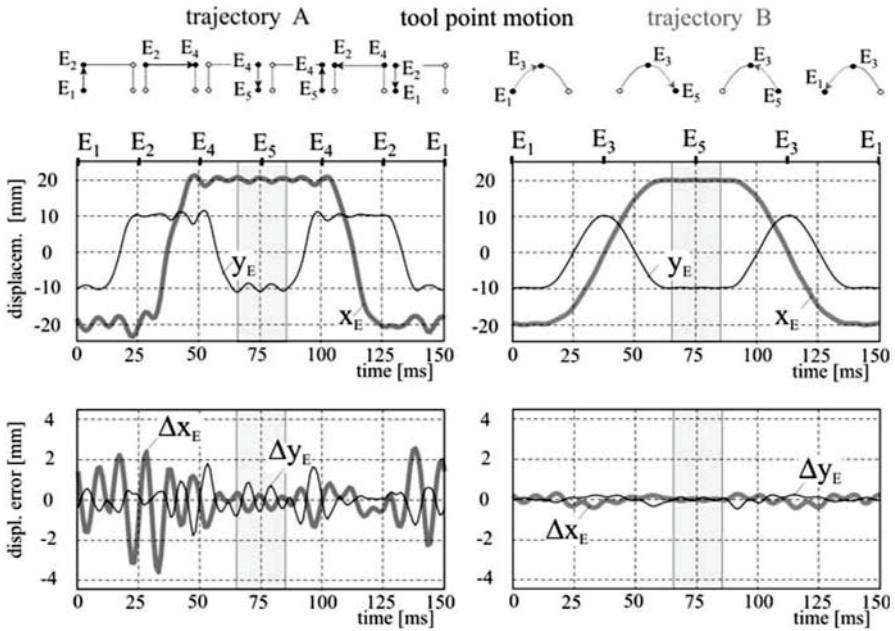 trajectory A tool point motion trajectory B
E2 E2 E4 E4 E4 E2 E4 E3 E3 E3 E3
E1 E5 E5 E2 E1 E1 E5 E5 E1
E1 E2 E4 E5 E4 E2 E1 E1 E3 E5 E3 E1
displacem. [mm]
20
10
0
-10
-20
yE
xE
0 25 50 75 100 125 150
time [ms]
20
10
0
-10
-20
yE
xE
0 25 50 75 100 125 150
time [ms]
displ. error [mm]
4
2
0
-2
-4
ΔxE
ΔyE
0 25 50 75 100 125 150
time [ms]
4
2
0
-2
-4
ΔyE
ΔxE
0 25 50 75 100 125 150
time [ms]